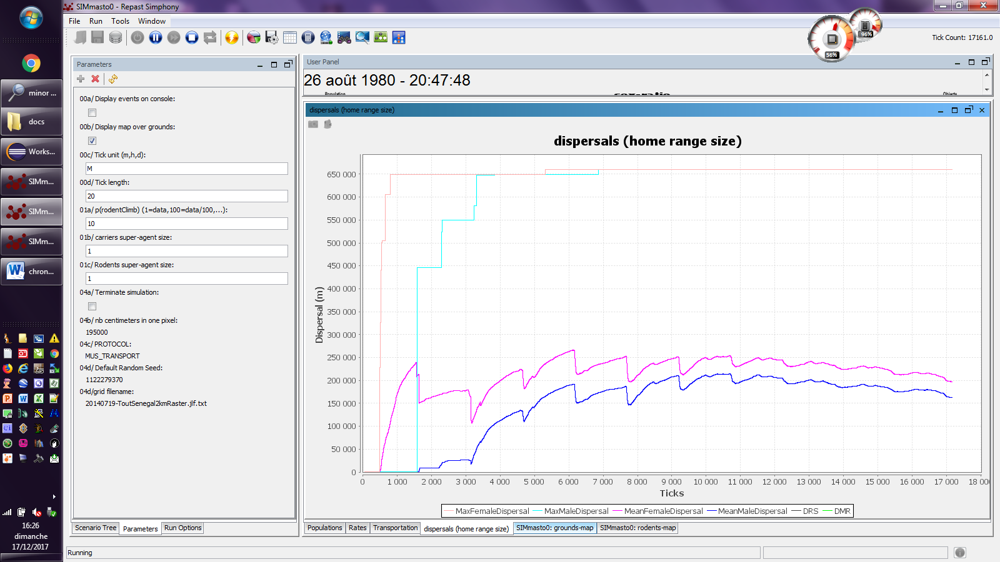 SIMmasto0 - Repast Simphony
File Run Tools Window
Tick Count: 17161.0
56%
96%
minor ...
docs
Works...
SIMm...
SIMm...
SIMm...
chron...
16:26
dimanche
17/12/2017
Parameters
00a/ Display events on console:
00b/ Display map over grounds:
00c/ Tick unit (m,h,d):
M
00d/ Tick length:
20
01a/ p(rodentClimb) (1=data,100=data/100,...):
10
01b/ carriers super-agent size:
1
01c/ Rodents super-agent size:
1
04a/ Terminate simulation:
04b/ nb centimeters in one pixel:
195000
04c/ PROTOCOL:
MUS_TRANSPORT
04d/ Default Random Seed:
1122279370
04d/grid filename:
20140719-ToutSenegal2kmRaster.jlf.txt
Scenario Tree Parameters Run Options
User Panel
26 août 1980 - 20:47:48
Population sex-ratio Objects
dispersals (home range size)
dispersals (home range size)
Dispersal (m)
650 000
600 000
550 000
500 000
450 000
400 000
350 000
300 000
250 000
200 000
150 000
100 000
50 000
0
0 1 000 2 000 3 000 4 000 5 000 6 000 7 000 8 000 9 000 10 000 11 000 12 000 13 000 14 000 15 000 16 000 17 000 18 00
Ticks
MaxFemaleDispersal MaxMaleDispersal MeanFemaleDispersal MeanMaleDispersal DRS DMR
Populations Rates Transportation dispersals (home range size) SIMmasto0: grounds-map SIMmasto0: rodents-map
Running